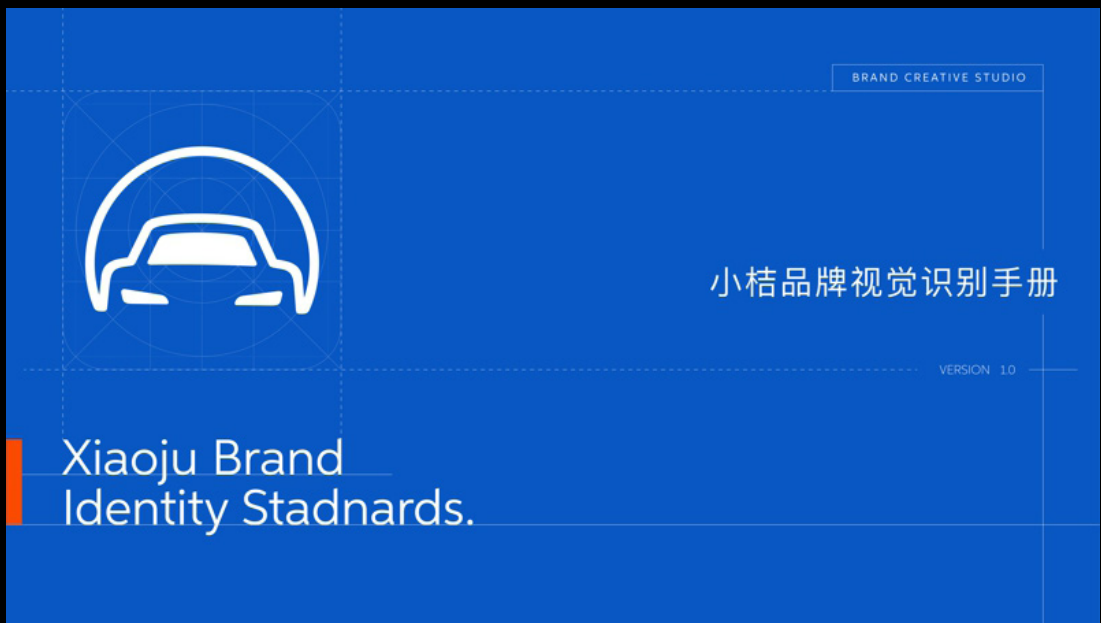 BRAND CREATIVE STUDIO
小桔品牌视觉识别手册
VERSION 1.0
Xiaoju Brand
Identity Stadnards.